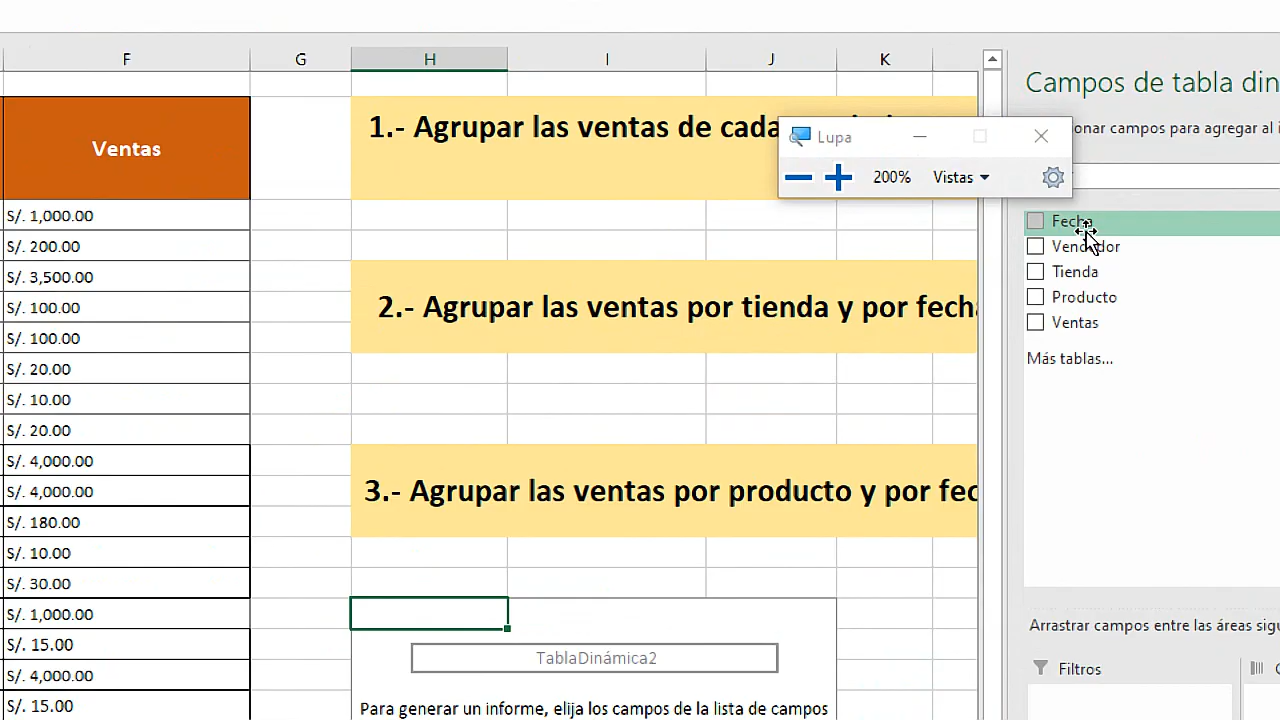 F G H I J K
Campos de tabla din
Ventas
1.- Agrupar las ventas de cada
Lupa
onar campos para agregar al i
200% Vistas
S/. 1,000.00
Fecha
S/. 200.00
Vendedor
S/. 3,500.00
Tienda
2.- Agrupar las ventas por tienda y por fecha
S/. 100.00
Producto
S/. 100.00
Ventas
S/. 20.00
Más tablas...
S/. 10.00
S/. 20.00
S/. 4,000.00
3.- Agrupar las ventas por producto y por fec
S/. 4,000.00
S/. 180.00
S/. 10.00
S/. 30.00
S/. 1,000.00
Arrastrar campos entre las áreas sigu
S/. 15.00
TablaDinámica2
Filtros
S/. 4,000.00
S/. 15.00
Para generar un informe, elija los campos de la lista de campos